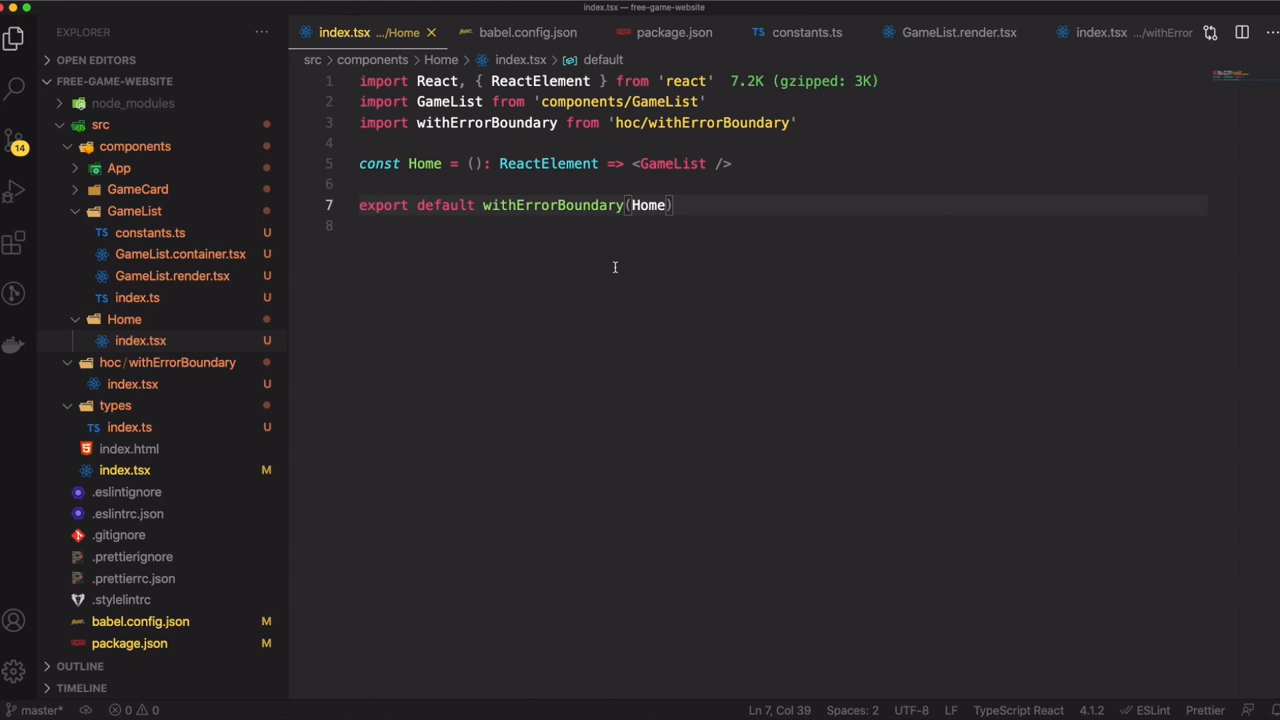 index.tsx — free-game-website
EXPLORER
OPEN EDITORS
FREE-GAME-WEBSITE
node_modules
src
components
App
GameCard
GameList
constants.ts U
GameList.container.tsx U
GameList.render.tsx U
index.ts U
Home
index.tsx U
hoc / withErrorBoundary
index.tsx U
types
index.ts U
index.html
index.tsx M
.eslintignore
.eslintrc.json
.gitignore
.prettierignore
.prettierrc.json
.stylelintrc
babel.config.json M
package.json M
OUTLINE
TIMELINE
14
index.tsx .../Home babel.config.json package.json TS constants.ts GameList.render.tsx index.tsx .../withError
src > components > Home > index.tsx > default
1 import React, { ReactElement } from 'react' 7.2K (gzipped: 3K)
2 import GameList from 'components/GameList'
3 import withErrorBoundary from 'hoc/withErrorBoundary'
4
5 const Home = (): ReactElement => <GameList />
6
7 export default withErrorBoundary(Home)
8
master* 0 0 Ln 7, Col 39 Spaces: 2 UTF-8 LF TypeScript React 4.1.2 ESLint Prettier